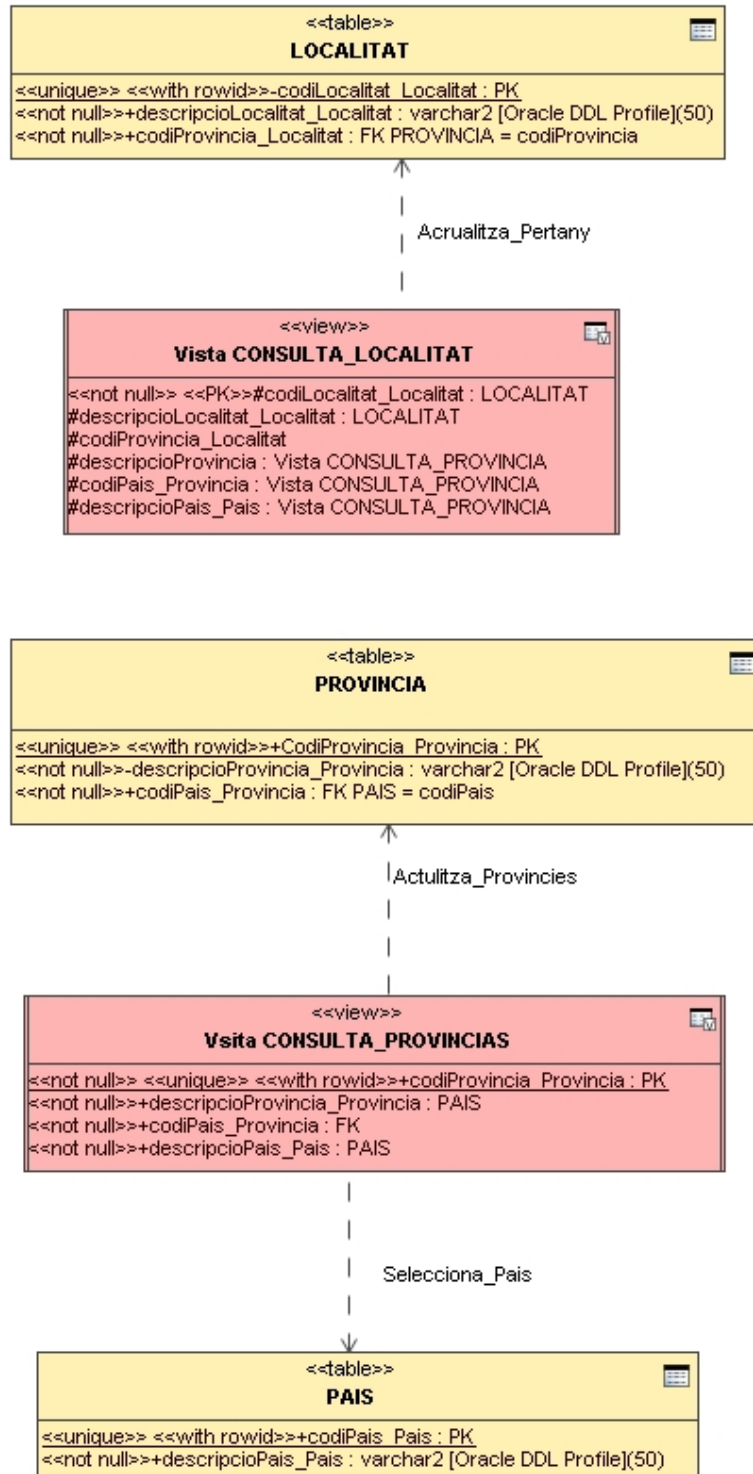 <<table>>
LOCALITAT
<<unique>> <<with rowid>>-codiLocalitat_Localitat : PK
<<not null>>+descripcioLocalitat_Localitat : varchar2 [Oracle DDL Profile](50)
<<not null>>+codiProvincia_Localitat : FK PROVINCIA = codiProvincia
Acrualitza_Pertany
<<view>>
Vista CONSULTA_LOCALITAT
<<not null>> <<PK>>#codiLocalitat_Localitat : LOCALITAT
#descripcioLocalitat_Localitat : LOCALITAT
#codiProvincia_Localitat
#descripcioProvincia : Vista CONSULTA_PROVINCIA
#codiPais_Provincia : Vista CONSULTA_PROVINCIA
#descripcioPais_Pais : Vista CONSULTA_PROVINCIA
<<table>>
PROVINCIA
<<unique>> <<with rowid>>+CodiProvincia_Provincia : PK
<<not null>>-descripcioProvincia_Provincia : varchar2 [Oracle DDL Profile](50)
<<not null>>+codiPais_Provincia : FK PAIS = codiPais
Actulitza_Provincies
<<view>>
Vsita CONSULTA_PROVINCIAS
<<not null>> <<unique>> <<with rowid>>+codiProvincia_Provincia : PK
<<not null>>+descripcioProvincia_Provincia : PAIS
<<not null>>+codiPais_Provincia : FK
<<not null>>+descripcioPais_Pais : PAIS
Selecciona_Pais
<<table>>
PAIS
<<unique>> <<with rowid>>+codiPais_Pais : PK
<<not null>>+descripcioPais_Pais : varchar2 [Oracle DDL Profile](50)